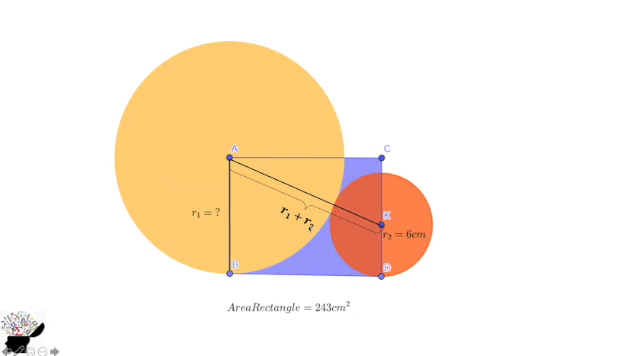 A
C
r₁ = ?
r₁ + r₂
K
r₂ = 6cm
B
D
AreaRectangle = 243cm²